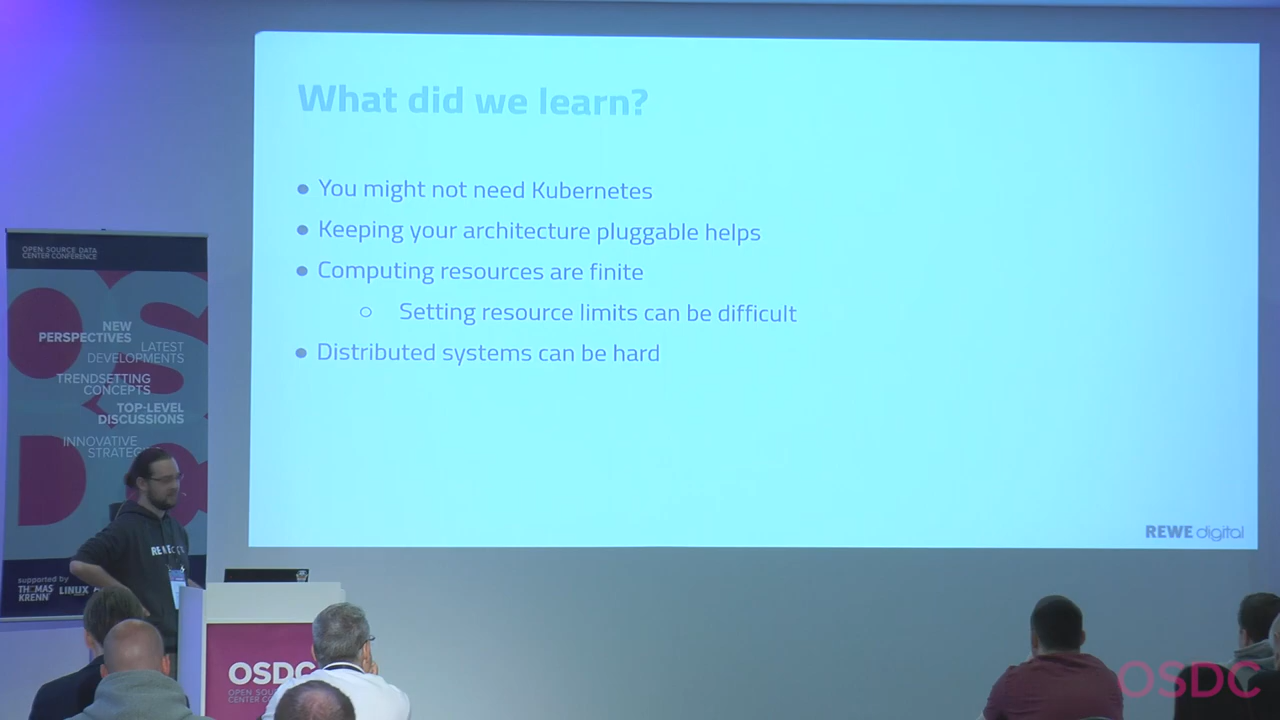 What did we learn?
● You might not need Kubernetes
● Keeping your architecture pluggable helps
● Computing resources are finite
○ Setting resource limits can be difficult
● Distributed systems can be hard
REWE digital
OPEN SOURCE DATA
CENTER CONFERENCE
NEW
PERSPECTIVES
LATEST
DEVELOPMENTS
TRENDSETTING
CONCEPTS
TOP-LEVEL
DISCUSSIONS
INNOVATIVE
supported by
THOMAS
KRENN
LINUX
OSDC
OSDC